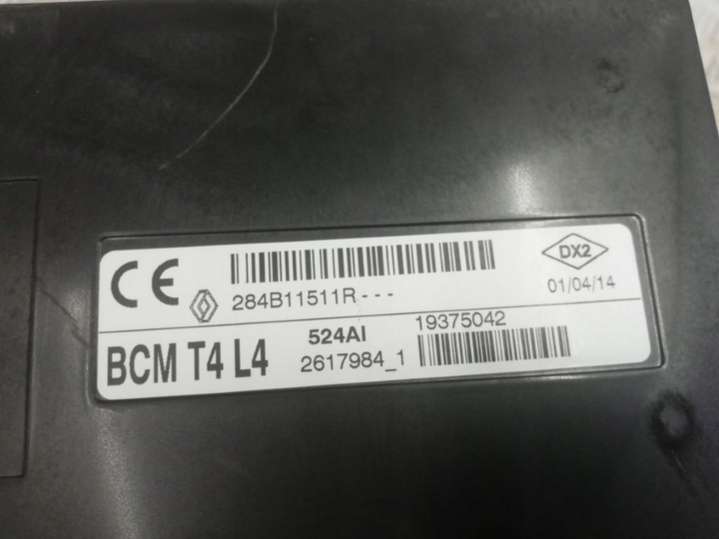 CE
284B11511R---
DX2
01/04/14
BCM T4 L4
524AI
2617984_1
19375042